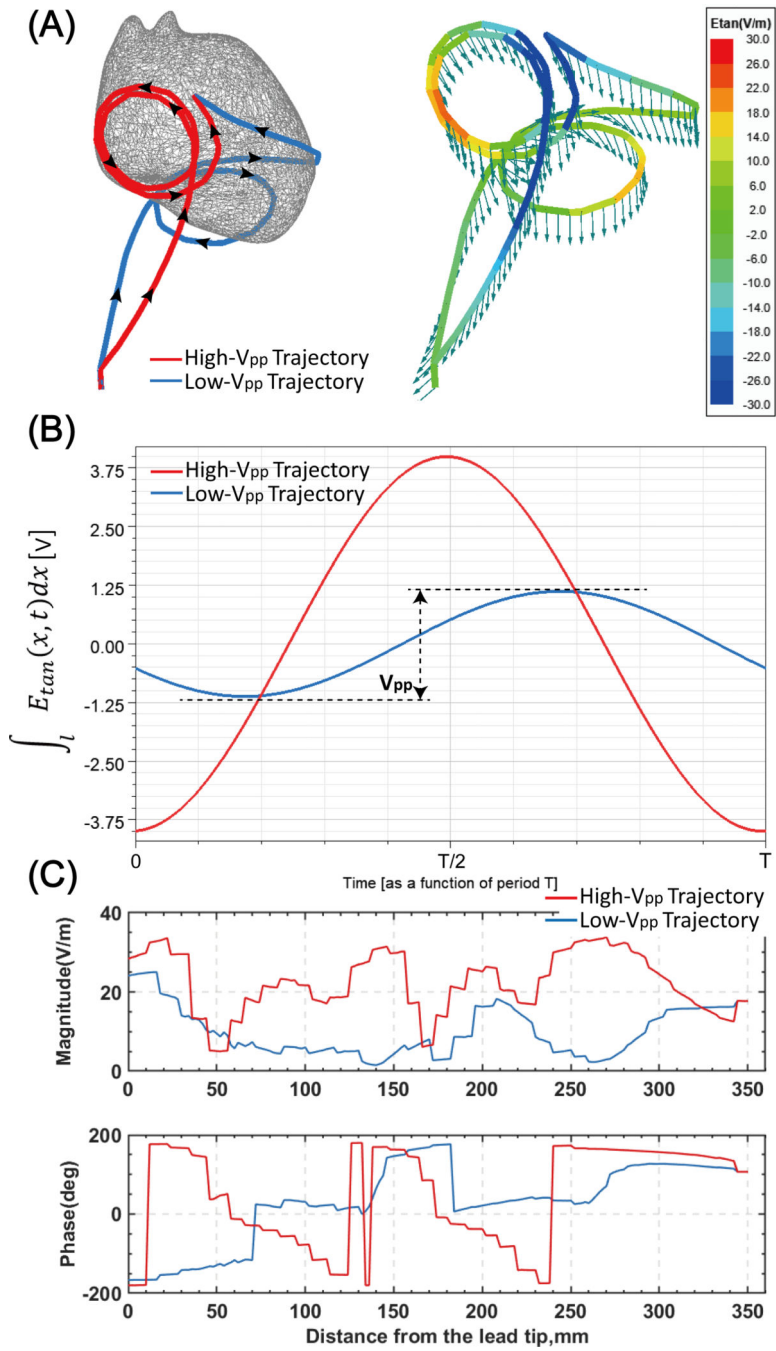 (A)
High-Vpp Trajectory
Low-Vpp Trajectory
Etan(V/m)
30.0
26.0
22.0
18.0
14.0
10.0
6.0
2.0
-2.0
-6.0
-10.0
-14.0
-18.0
-22.0
-26.0
-30.0
(B)
∫l Etan(x, t)dx [v]
3.75
2.50
1.25
0.00
-1.25
-2.50
-3.75
High-Vpp Trajectory
Low-Vpp Trajectory
Vpp
0
T/2
T
Time [as a function of period T]
(C)
High-Vpp Trajectory
Low-Vpp Trajectory
Magnitude(V/m)
40
20
0
0
50
100
150
200
250
300
350
Phase(deg)
200
0
-200
0
50
100
150
200
250
300
350
Distance from the lead tip,mm